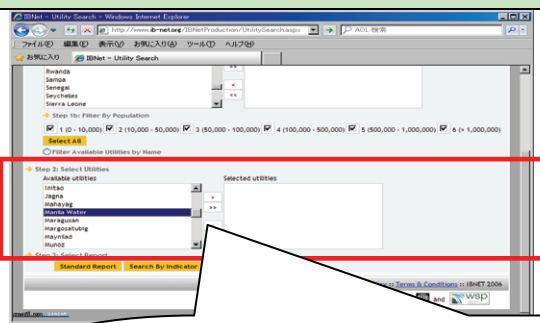 IBNet - Utility Search - Windows Internet Explorer
http://www.ib-net.org/IBNetProduction/UtilitySearch.aspx
AOL 検索
ファイル(F) 編集(E) 表示(V) お気に入り(A) ツール(T) ヘルプ(H)
お気に入り IBNet - Utility Search
Rwanda
Samoa
Senegal
Seychelles
Sierra Leone
>>
<
<<
Step 1b: Filter By Population
1 (0 - 10,000) 2 (10,000 - 50,000) 3 (50,000 - 100,000) 4 (100,000 - 500,000) 5 (500,000 - 1,000,000) 6 (> 1,000,000)
Select All
Filter Available Utilities by Name
Step 2: Select Utilities
Available utilities Selected utilities
Initao
Jagna
Mahayag
Manila Water
Maragusan
Margosatubig
Mayntad
Munoz
>
>>
Step 3: Select Report
Standard Report Search By Indicator
:: Terms & Conditions :: IBNET 2006
and wsp